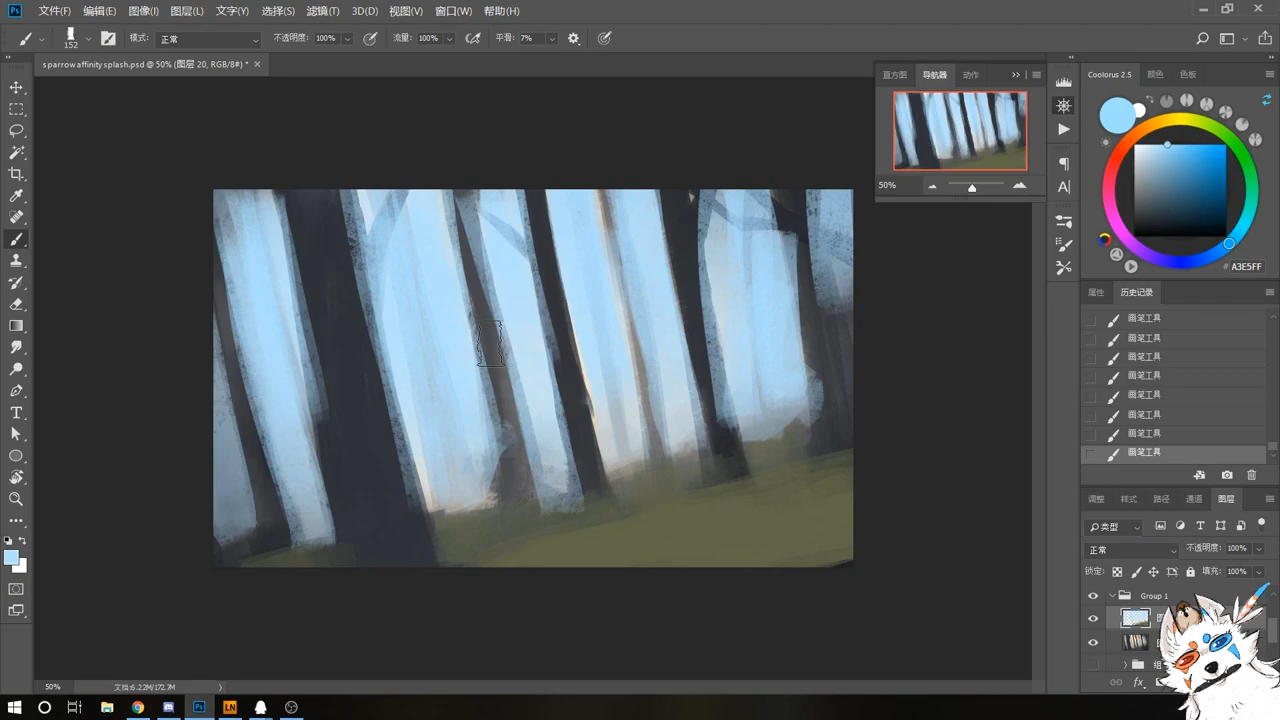 Ps 文件(F) 编辑(E) 图像(I) 图层(L) 文字(Y) 选择(S) 滤镜(T) 3D(D) 视图(V) 窗口(W) 帮助(H)
152 模式: 正常 不透明度: 100% 流量: 100% 平滑: 7%
sparrow affinity splash.psd @ 50% (图层 20, RGB/8#) *
直方图 导航器 动作
50%
Coolorus 2.5 颜色 色板
# A3E5FF
属性 历史记录
画笔工具
画笔工具
画笔工具
画笔工具
画笔工具
画笔工具
画笔工具
画笔工具
调整 样式 路径 通道 图层
类型
正常 不透明度: 100%
锁定: 填充: 100%
Group 1
组
fx
50% 文档:6.22M/172.7M
Ps LN